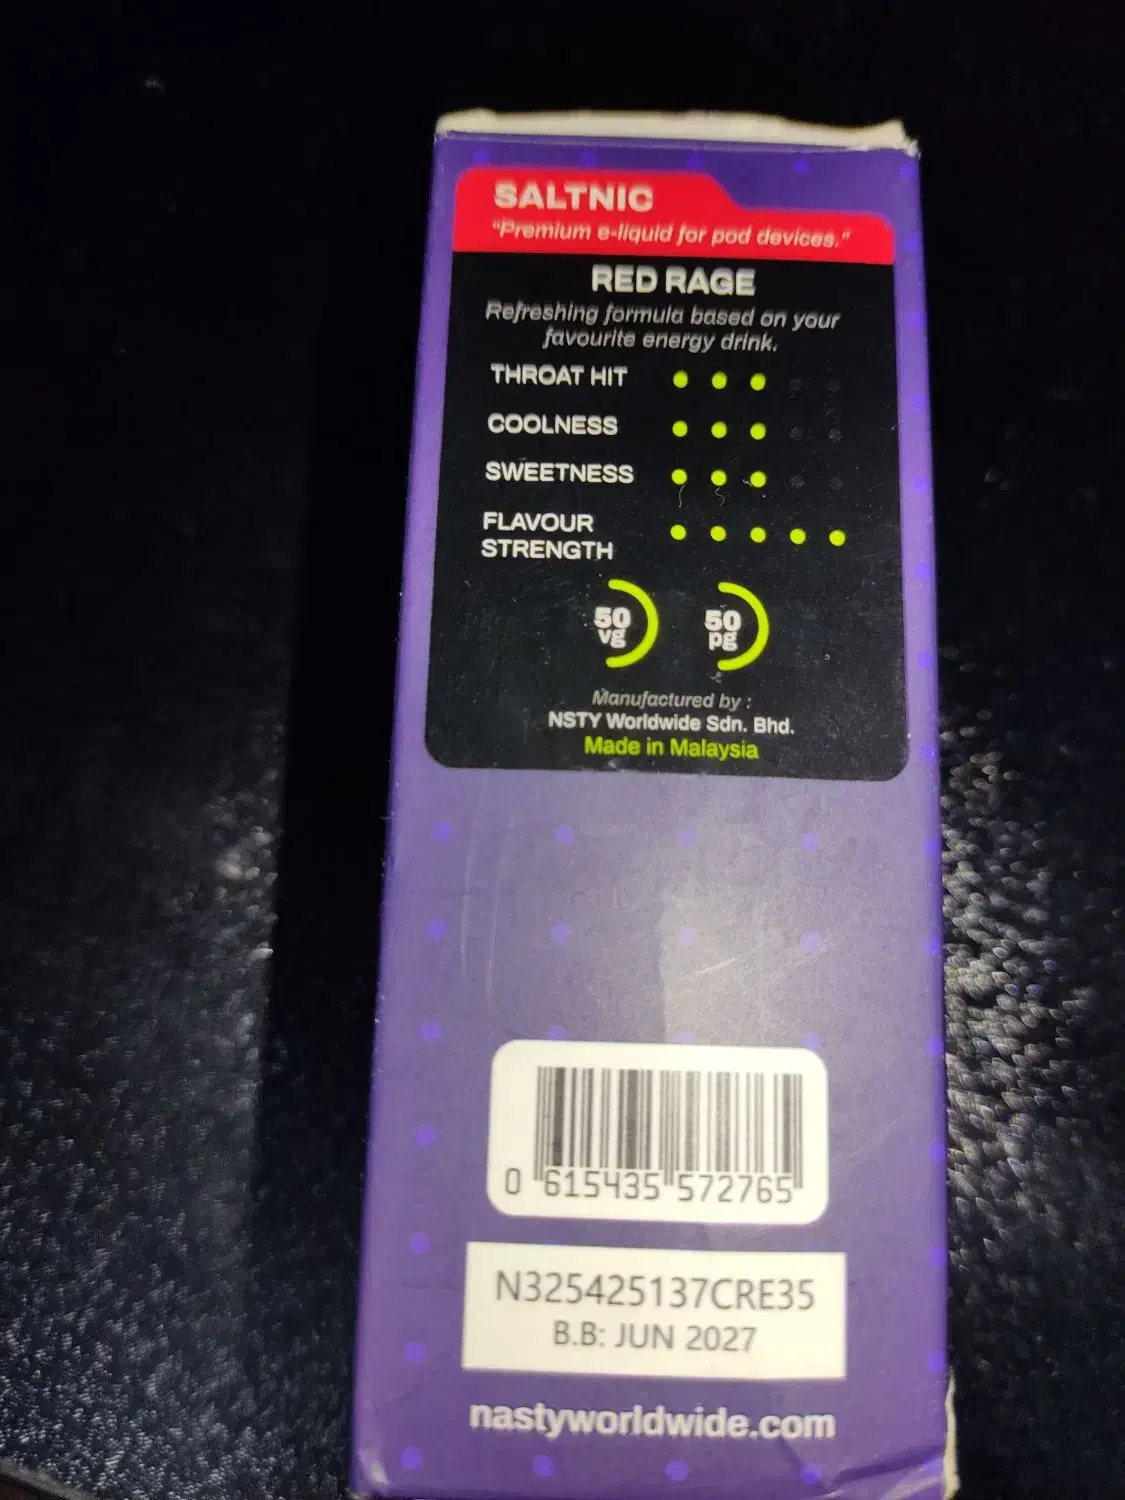 SALTNIC
"Premium e-liquid for pod devices."
RED RAGE
Refreshing formula based on your
favourite energy drink.
THROAT HIT
COOLNESS
SWEETNESS
FLAVOUR
STRENGTH
50
vg
50
pg
Manufactured by :
NSTY Worldwide Sdn. Bhd.
Made in Malaysia
0 615435 572765
N325425137CRE35
B.B: JUN 2027
nastyworldwide.com